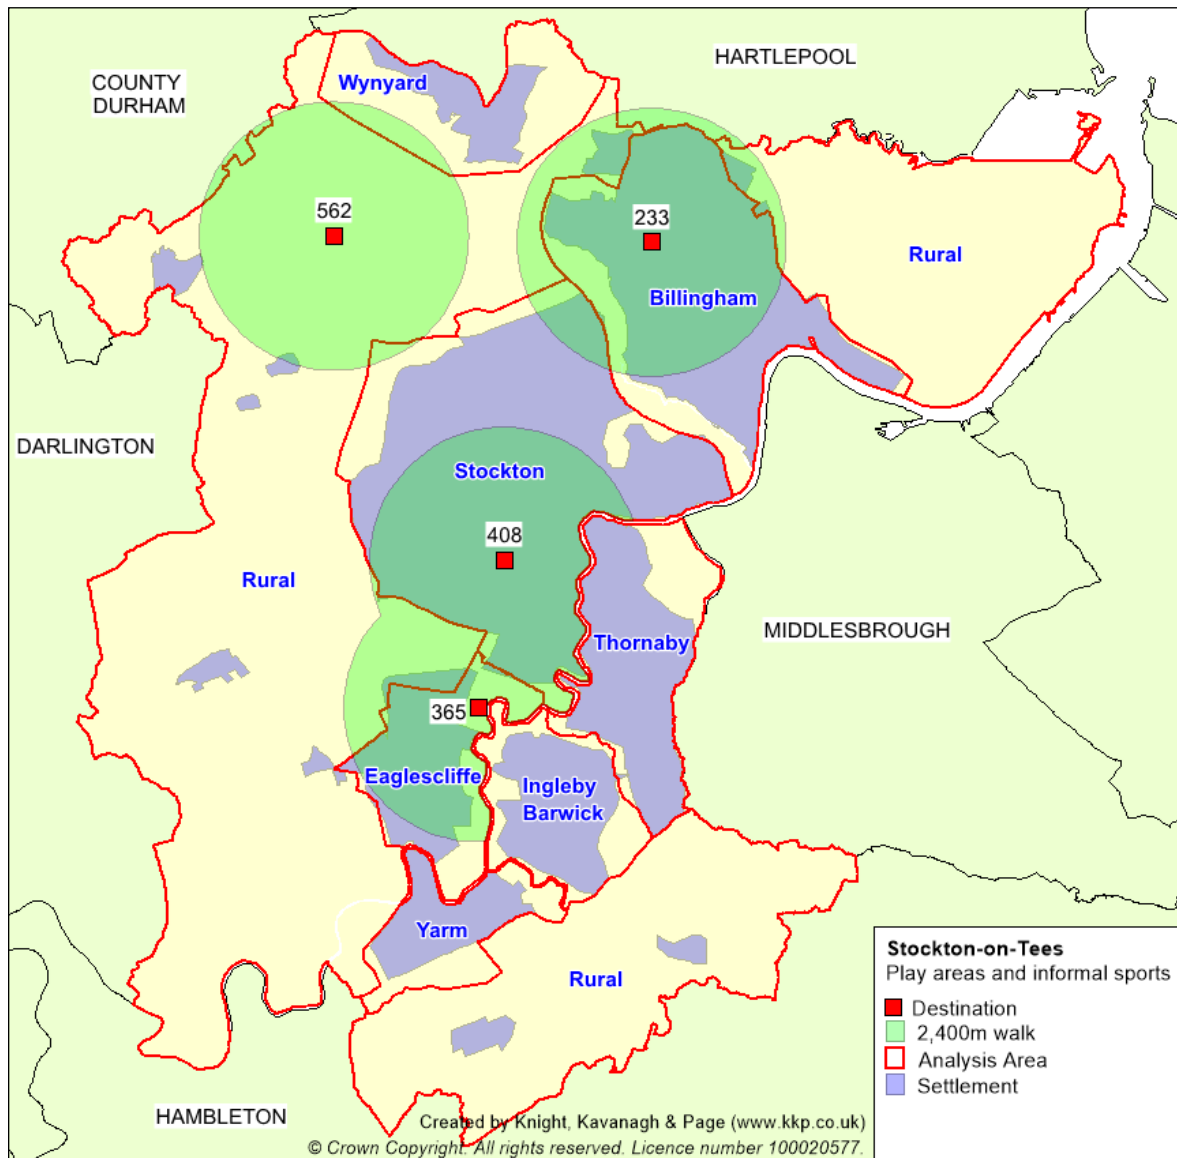 HARTLEPOOL
COUNTY
DURHAM
Wynyard
562
233
Rural
Billingham
DARLINGTON
Stockton
408
Rural
Thornaby
MIDDLESBROUGH
365
Eaglescliffe
Ingleby
Barwick
Yarm
Rural
Stockton-on-Tees
Play areas and informal sports
Destination
2,400m walk
Analysis Area
Settlement
HAMBLETON
Created by Knight, Kavanagh & Page (www.kkp.co.uk)
© Crown Copyright. All rights reserved. Licence number 100020577.